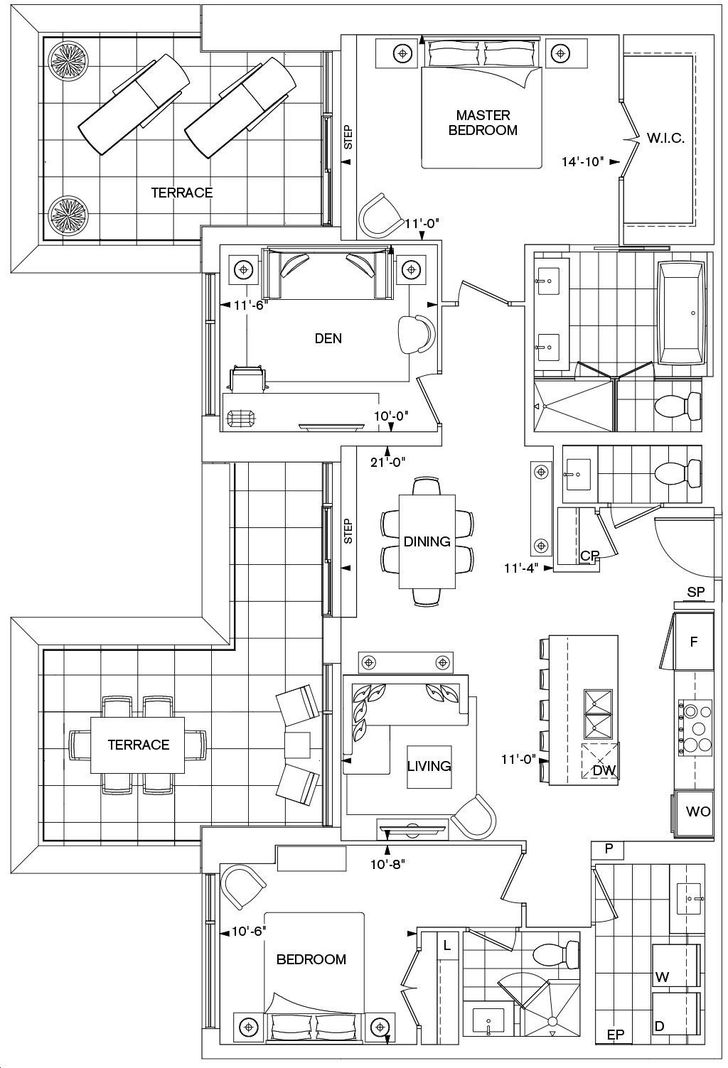 STEP
MASTER
BEDROOM
W.I.C.
14'-10"
TERRACE
11'-0"
11'-6"
DEN
10'-0"
21'-0"
STEP
DINING
11'-4"
CP
SP
F
TERRACE
LIVING
11'-0"
DW
WO
10'-8"
P
10'-6"
BEDROOM
L
W
D
EP